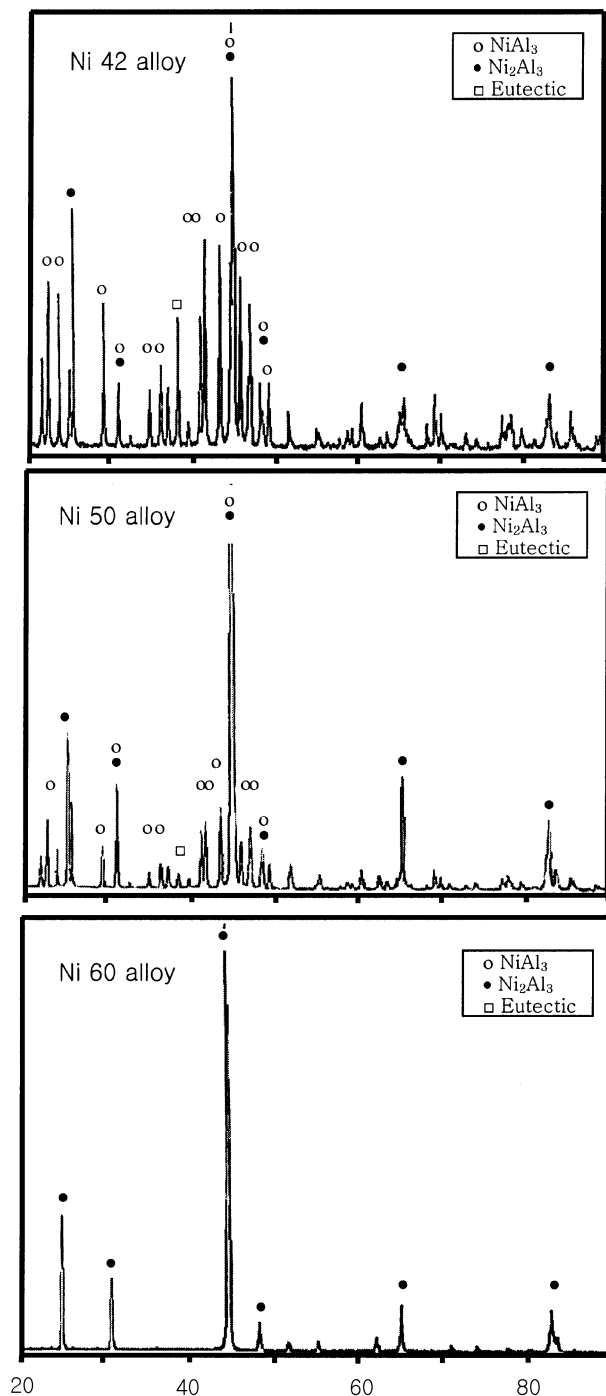 Ni 42 alloy
○ NiAl₃
● Ni₂Al₃
□ Eutectic
Ni 50 alloy
○ NiAl₃
● Ni₂Al₃
□ Eutectic
Ni 60 alloy
○ NiAl₃
● Ni₂Al₃
□ Eutectic
20 40 60 80